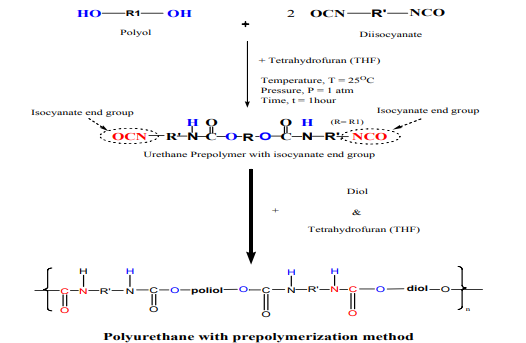 HO—R1—OH + 2 OCN—R'—NCO
Polyol Diisocyanate
+ Tetrahydrofuran (THF)
Temperature, T = 25⁰C
Pressure, P = 1 atm
Time, t = 1hour
Isocyanate end group Isocyanate end group
H O O H (R= R1)
OCN—R'—N—C—O—R—O—C—N—R'—NCO
Urethane Prepolymer with isocyanate end group
Diol
+ &
Tetrahydrofuran (THF)
H H H H
C—N—R'—N—C—O—poliol—O—C—N—R'—N—C—O—diol—O
O O O O n
Polyurethane with prepolymerization method